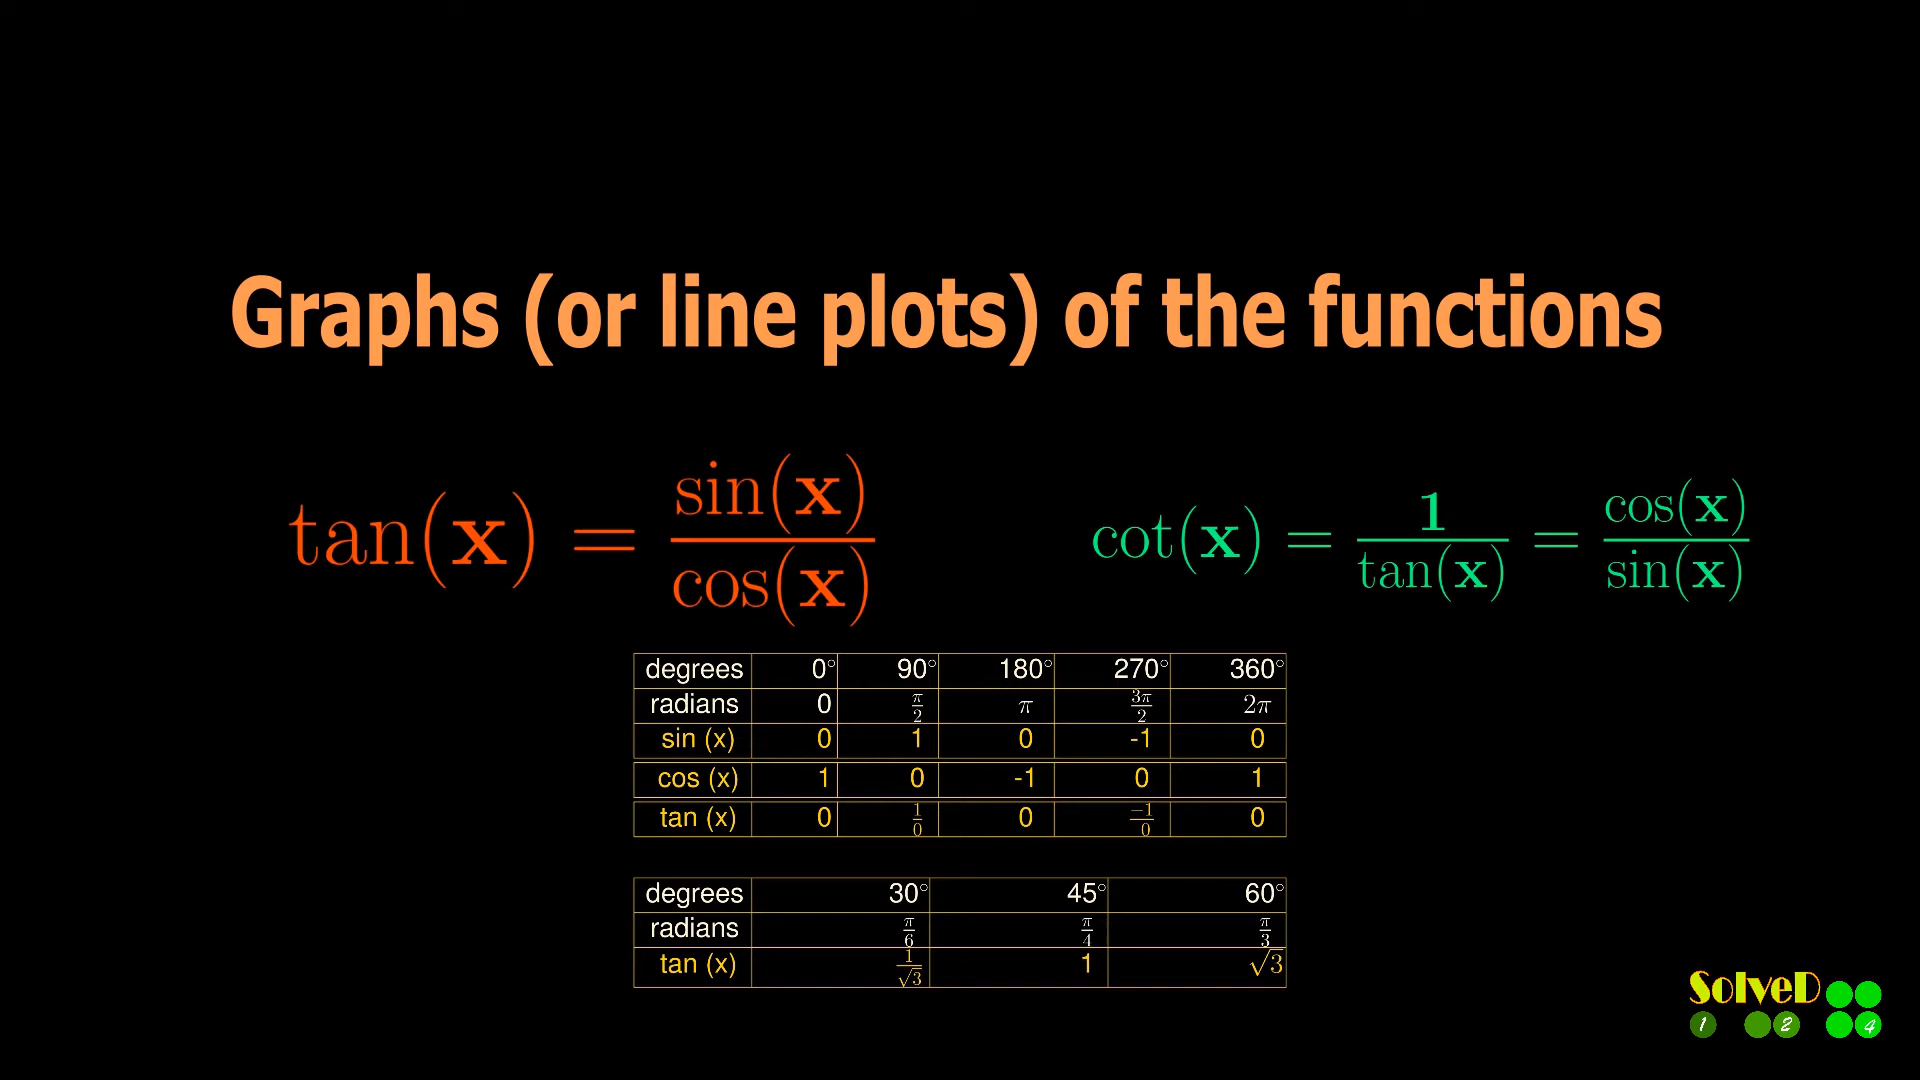 Graphs (or line plots) of the functions
tan(x) = sin(x)/cos(x)
cot(x) = 1/tan(x) = cos(x)/sin(x)
degrees 0° 90° 180° 270° 360°
radians 0 π/2 π 3π/2 2π
sin (x) 0 1 0 -1 0
cos (x) 1 0 -1 0 1
tan (x) 0 1/0 0 −1/0 0
degrees 30° 45° 60°
radians π/6 π/4 π/3
tan (x) 1/√3 1 √3
SolveD
1 2 4